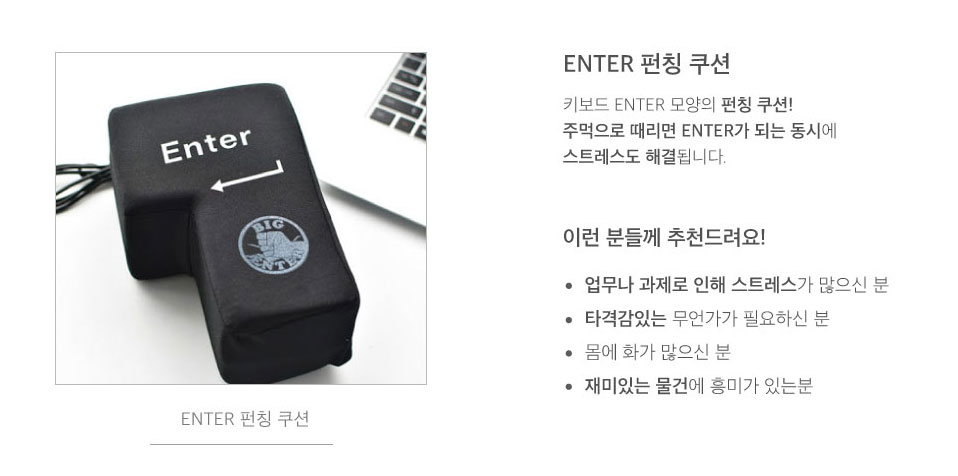 Enter
BIG
ENTER
ENTER 펀칭 쿠션
ENTER 펀칭 쿠션
키보드 ENTER 모양의 펀칭 쿠션!
주먹으로 때리면 ENTER가 되는 동시에
스트레스도 해결됩니다.
이런 분들께 추천드려요!
• 업무나 과제로 인해 스트레스가 많으신 분
• 타격감있는 무언가가 필요하신 분
• 몸에 화가 많으신 분
• 재미있는 물건에 흥미가 있는분